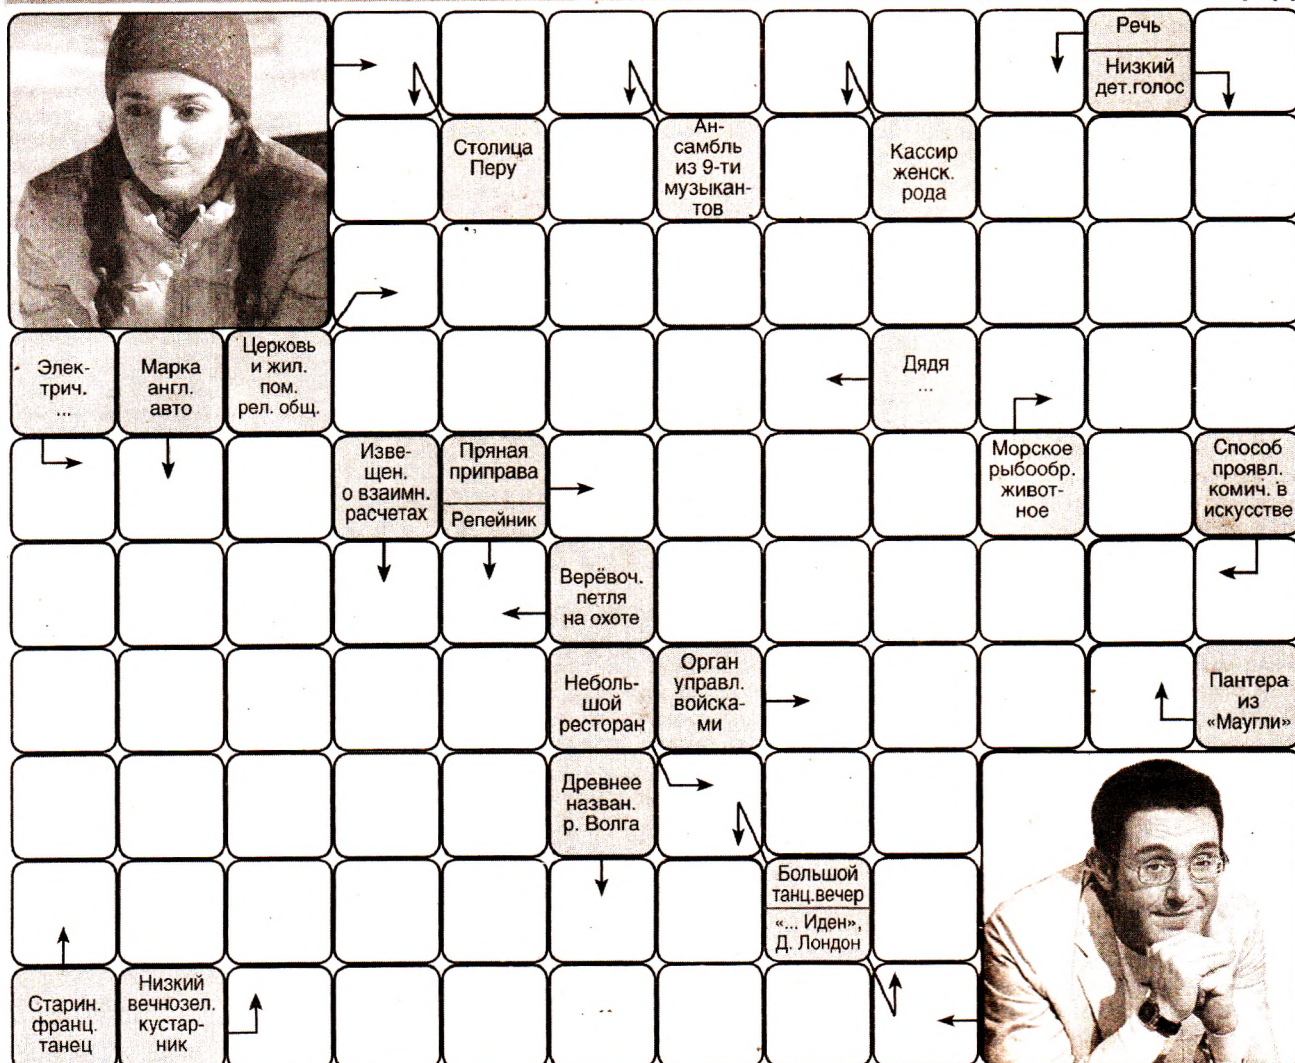 Речь
Низкий
дет.голос
Столица
Перу
Ан-
самбль
из 9-ти
музыкан-
тов
Кассир
женск.
рода
Элек-
трич.
...
Марка
англ.
авто
Церковь
и жил.
пом.
рел. общ.
Дядя
...
Изве-
щен.
о взаимн.
расчетах
Пряная
приправа
Репейник
Морское
рыбообр.
живот-
ное
Способ
проявл.
комич. в
искусстве
Верёвоч.
петля
на охоте
Неболь-
шой
ресторан
Орган
управл.
войска-
ми
Пантера
из
«Маугли»
Древнее
назван.
р. Волга
Большой
танц.вечер
«... Иден»,
Д. Лондон
Старин.
франц.
танец
Низкий
вечнозел.
кустар-
ник